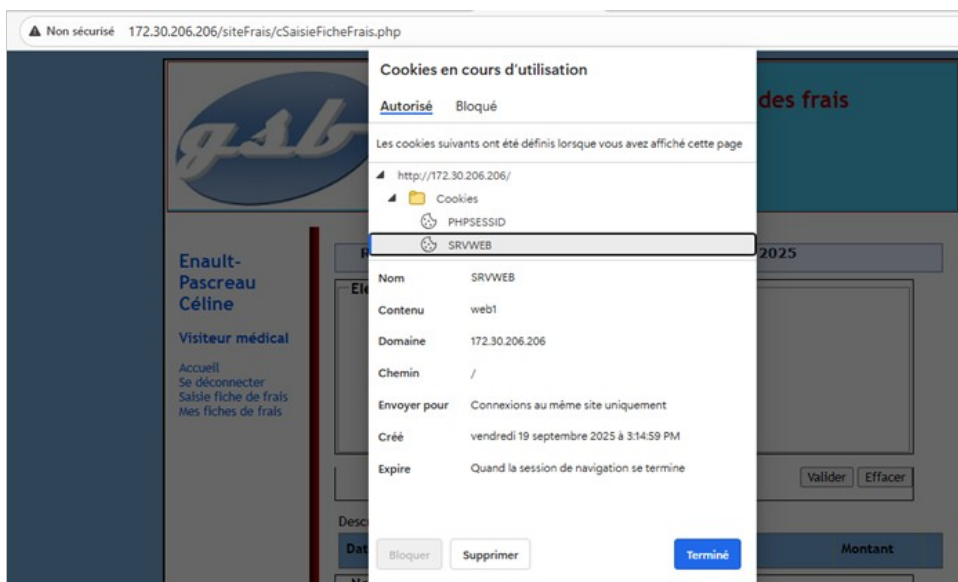 Non sécurisé 172.30.206.206/siteFrais/cSaisieFicheFrais.php
gsb
des frais
Cookies en cours d'utilisation
Autorisé Bloqué
Les cookies suivants ont été définis lorsque vous avez affiché cette page
http://172.30.206.206/
Cookies
PHPSESSID
SRVWEB
2025
Enault-
Pascreau
Céline
Visiteur médical
Accueil
Se déconnecter
Saisie fiche de frais
Mes fiches de frais
Nom SRVWEB
Contenu web1
Domaine 172.30.206.206
Chemin /
Envoyer pour Connexions au même site uniquement
Créé vendredi 19 septembre 2025 à 3:14:59 PM
Expire Quand la session de navigation se termine
Valider Effacer
Desc
Dat Montant
Bloquer Supprimer Terminé